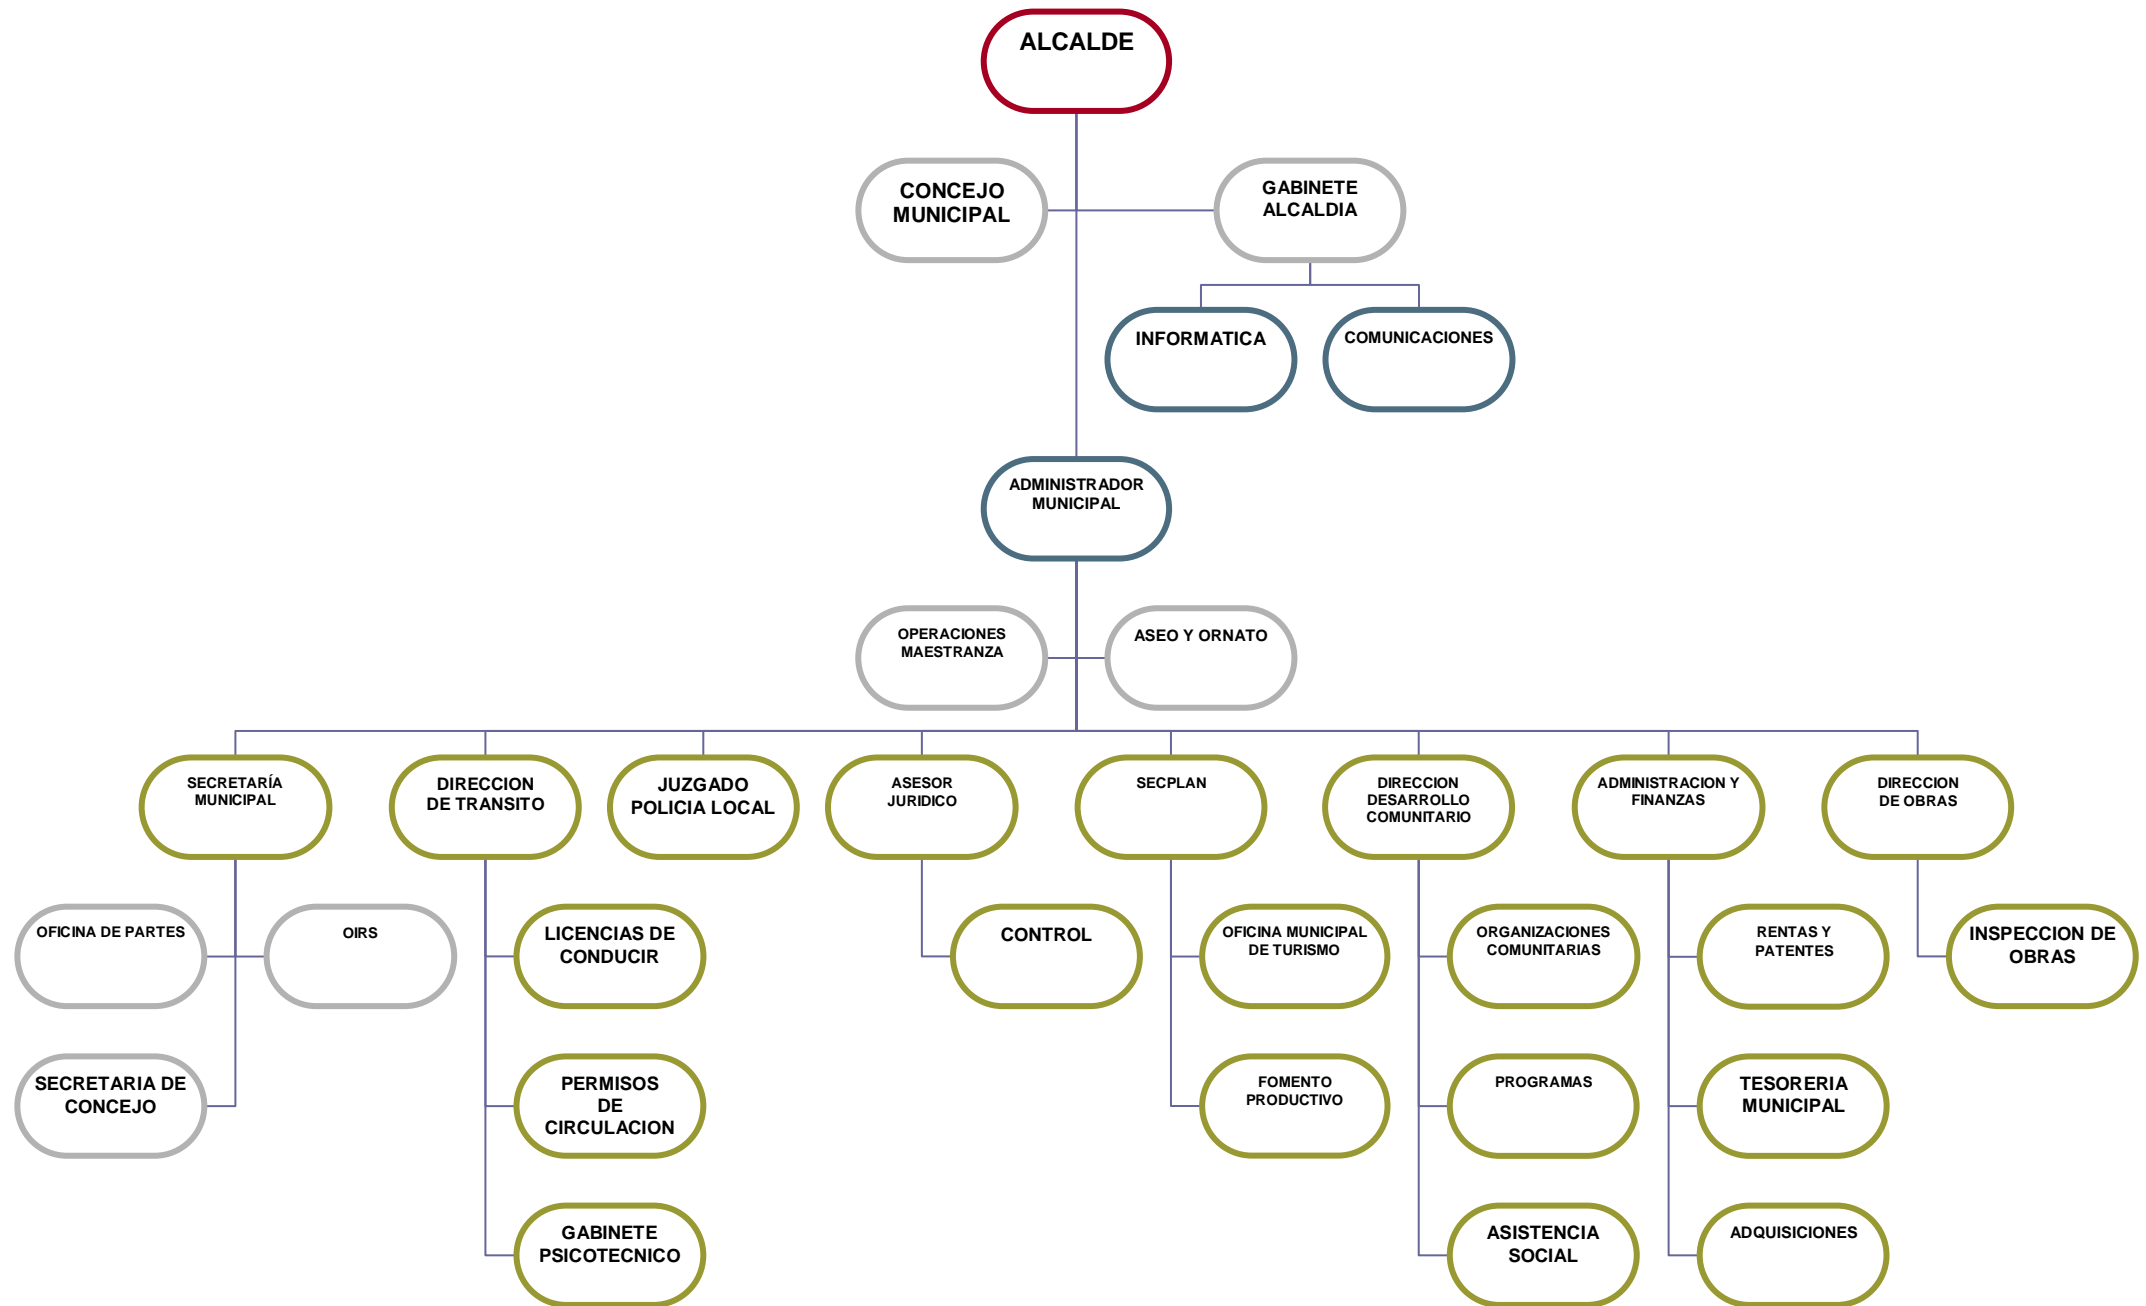 ALCALDE
CONCEJO
MUNICIPAL
GABINETE
ALCALDIA
INFORMATICA
COMUNICACIONES
ADMINISTRADOR
MUNICIPAL
OPERACIONES
MAESTRANZA
ASEO Y ORNATO
SECRETARÍA
MUNICIPAL
DIRECCION
DE TRANSITO
JUZGADO
POLICIA LOCAL
ASESOR
JURIDICO
SECPLAN
DIRECCION
DESARROLLO
COMUNITARIO
ADMINISTRACION Y
FINANZAS
DIRECCION
DE OBRAS
OFICINA DE PARTES
OIRS
LICENCIAS DE
CONDUCIR
CONTROL
OFICINA MUNICIPAL
DE TURISMO
ORGANIZACIONES
COMUNITARIAS
RENTAS Y
PATENTES
INSPECCION DE
OBRAS
SECRETARIA DE
CONCEJO
PERMISOS
DE
CIRCULACION
FOMENTO
PRODUCTIVO
PROGRAMAS
TESORERIA
MUNICIPAL
GABINETE
PSICOTECNICO
ASISTENCIA
SOCIAL
ADQUISICIONES